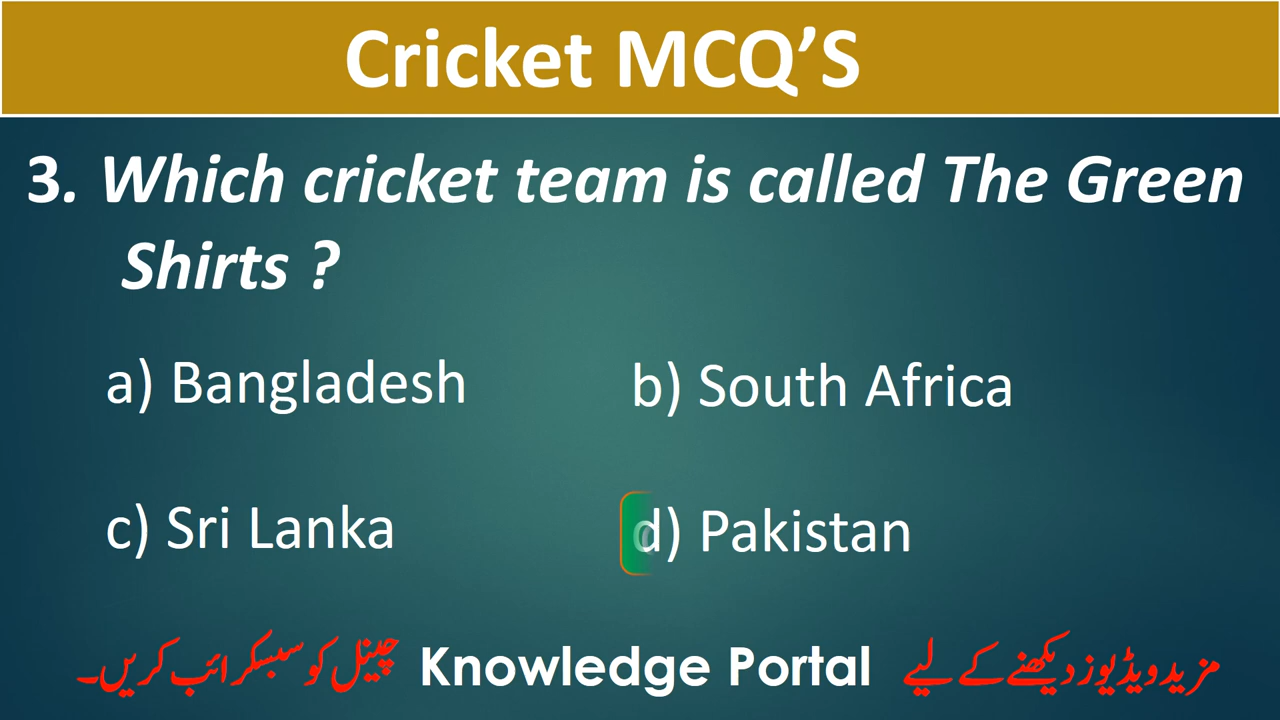 Cricket MCQ’S
3. Which cricket team is called The Green
Shirts ?
a) Bangladesh
b) South Africa
c) Sri Lanka
d) Pakistan
مزید ویڈیوز دیکھنے کے لیے Knowledge Portal چینل کو سبسکرائب کریں۔